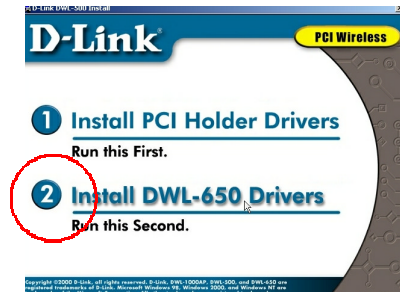 D-Link DWL-500 Install
D-Link
PCI Wireless
1 Install PCI Holder Drivers
Run this First.
2 Install DWL-650 Drivers
Run this Second.
Copyright ©2000 D-Link, all rights reserved. D-Link, DWL-1000AP, DWL-500, and DWL-650 are
registered trademarks of D-Link. Microsoft Windows 98, Windows 2000, and Windows NT are